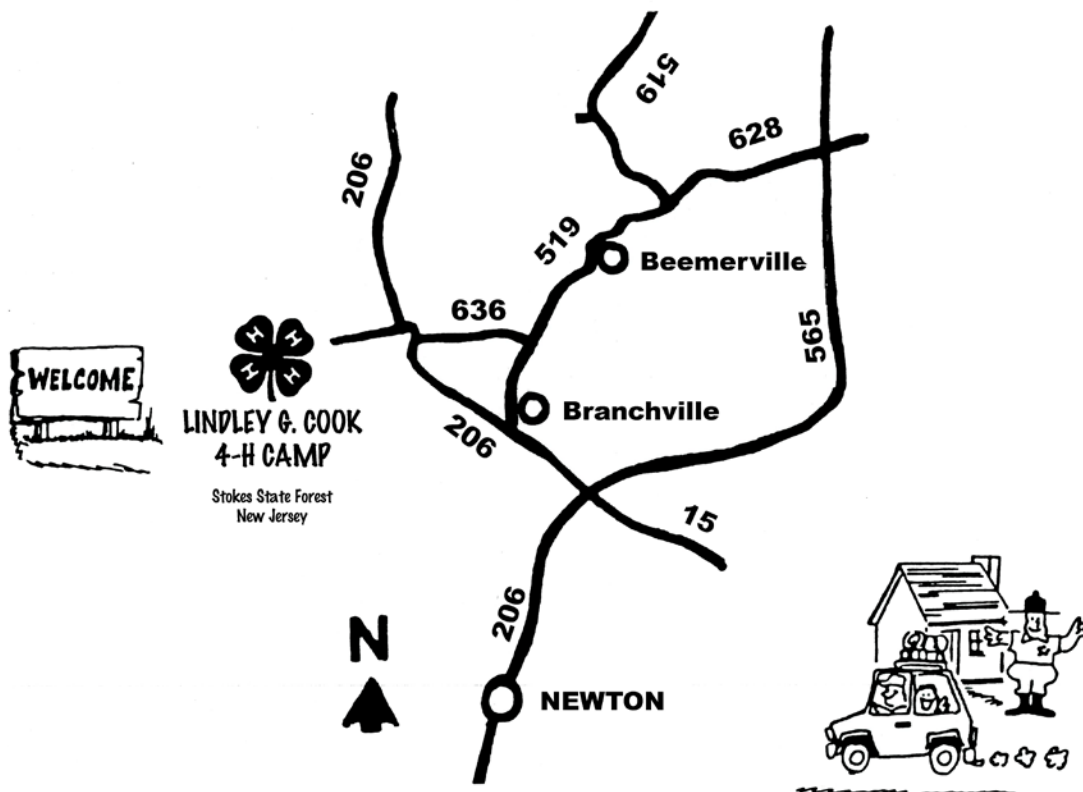 519
628
206
519
Beemerville
636
565
WELCOME
H
H
H
H
LINDLEY G. COOK
4-H CAMP
Stokes State Forest
New Jersey
Branchville
206
15
206
N
NEWTON